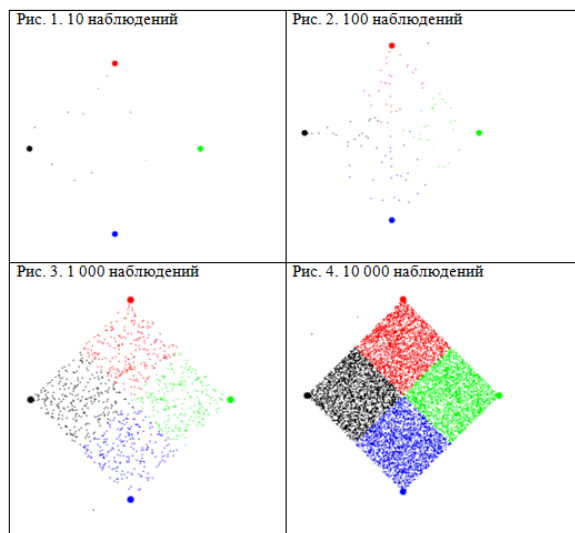 Рис. 1. 10 наблюдений
Рис. 2. 100 наблюдений
Рис. 3. 1 000 наблюдений
Рис. 4. 10 000 наблюдений